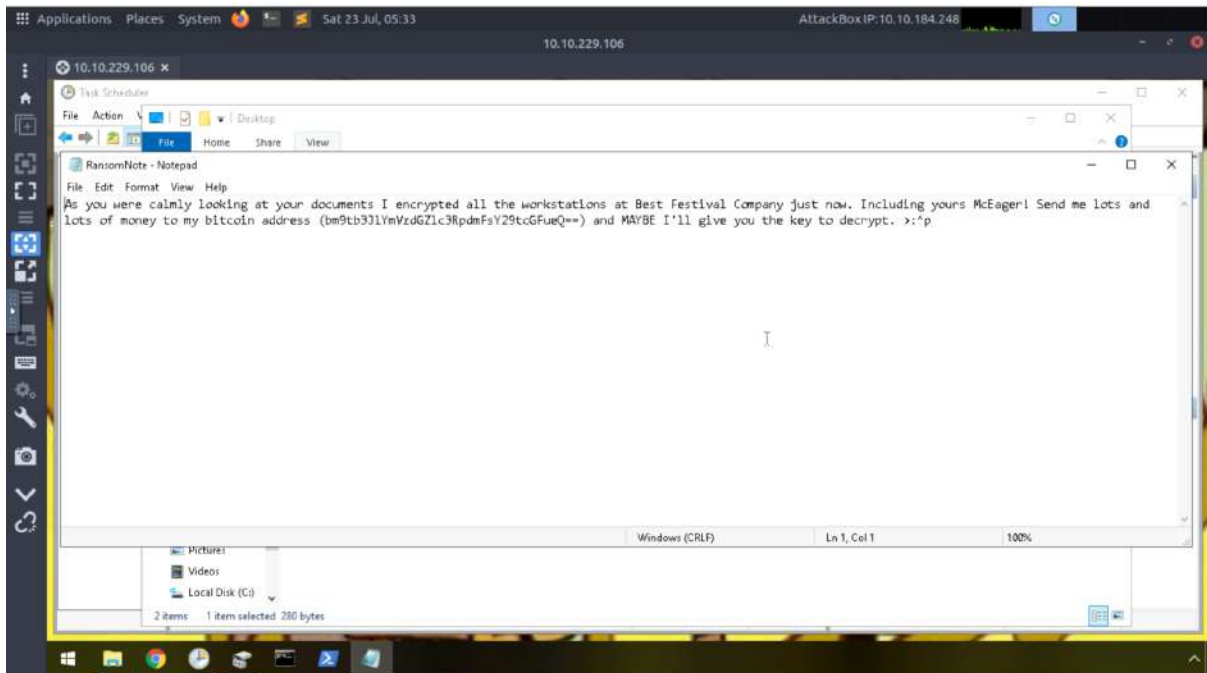 Applications Places System Sat 23 Jul, 05:33 AttackBox IP:10.10.184.248
10.10.229.106
10.10.229.106 ×
Task Scheduler
File Action
Desktop
File Home Share View
RansomNote - Notepad
File Edit Format View Help
As you were calmly looking at your documents I encrypted all the workstations at Best Festival Company just now. Including yours McEager! Send me lots and
lots of money to my bitcoin address (bm9tb3JlYmVzdGZlc3RpdmFsY29tcGFueQ==) and MAYBE I'll give you the key to decrypt. >:^p
Windows (CRLF) Ln 1, Col 1 100%
Pictures
Videos
Local Disk (C:)
2 items 1 item selected 280 bytes